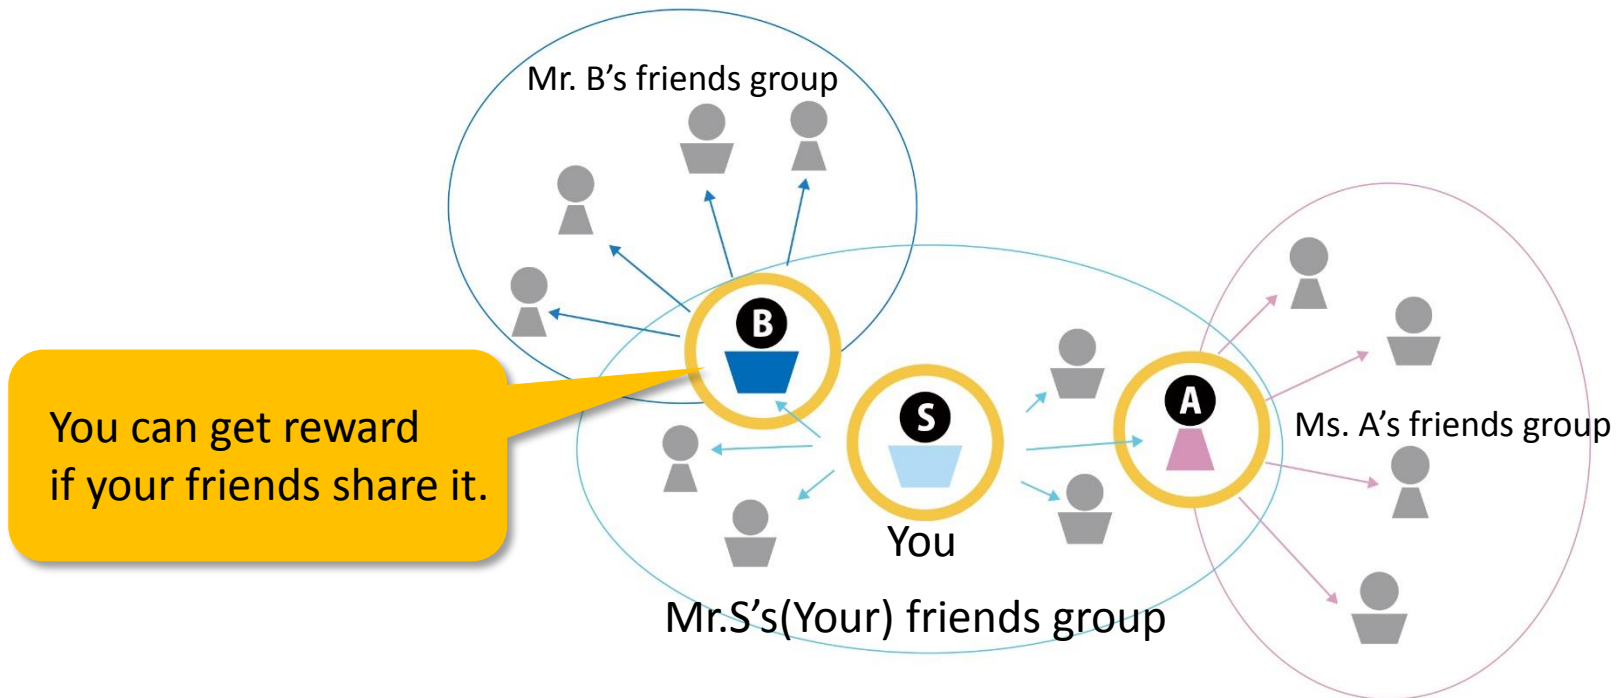 Mr. B’s friends group
B
You can get reward
if your friends share it.
S
You
A
Ms. A’s friends group
Mr.S’s(Your) friends group